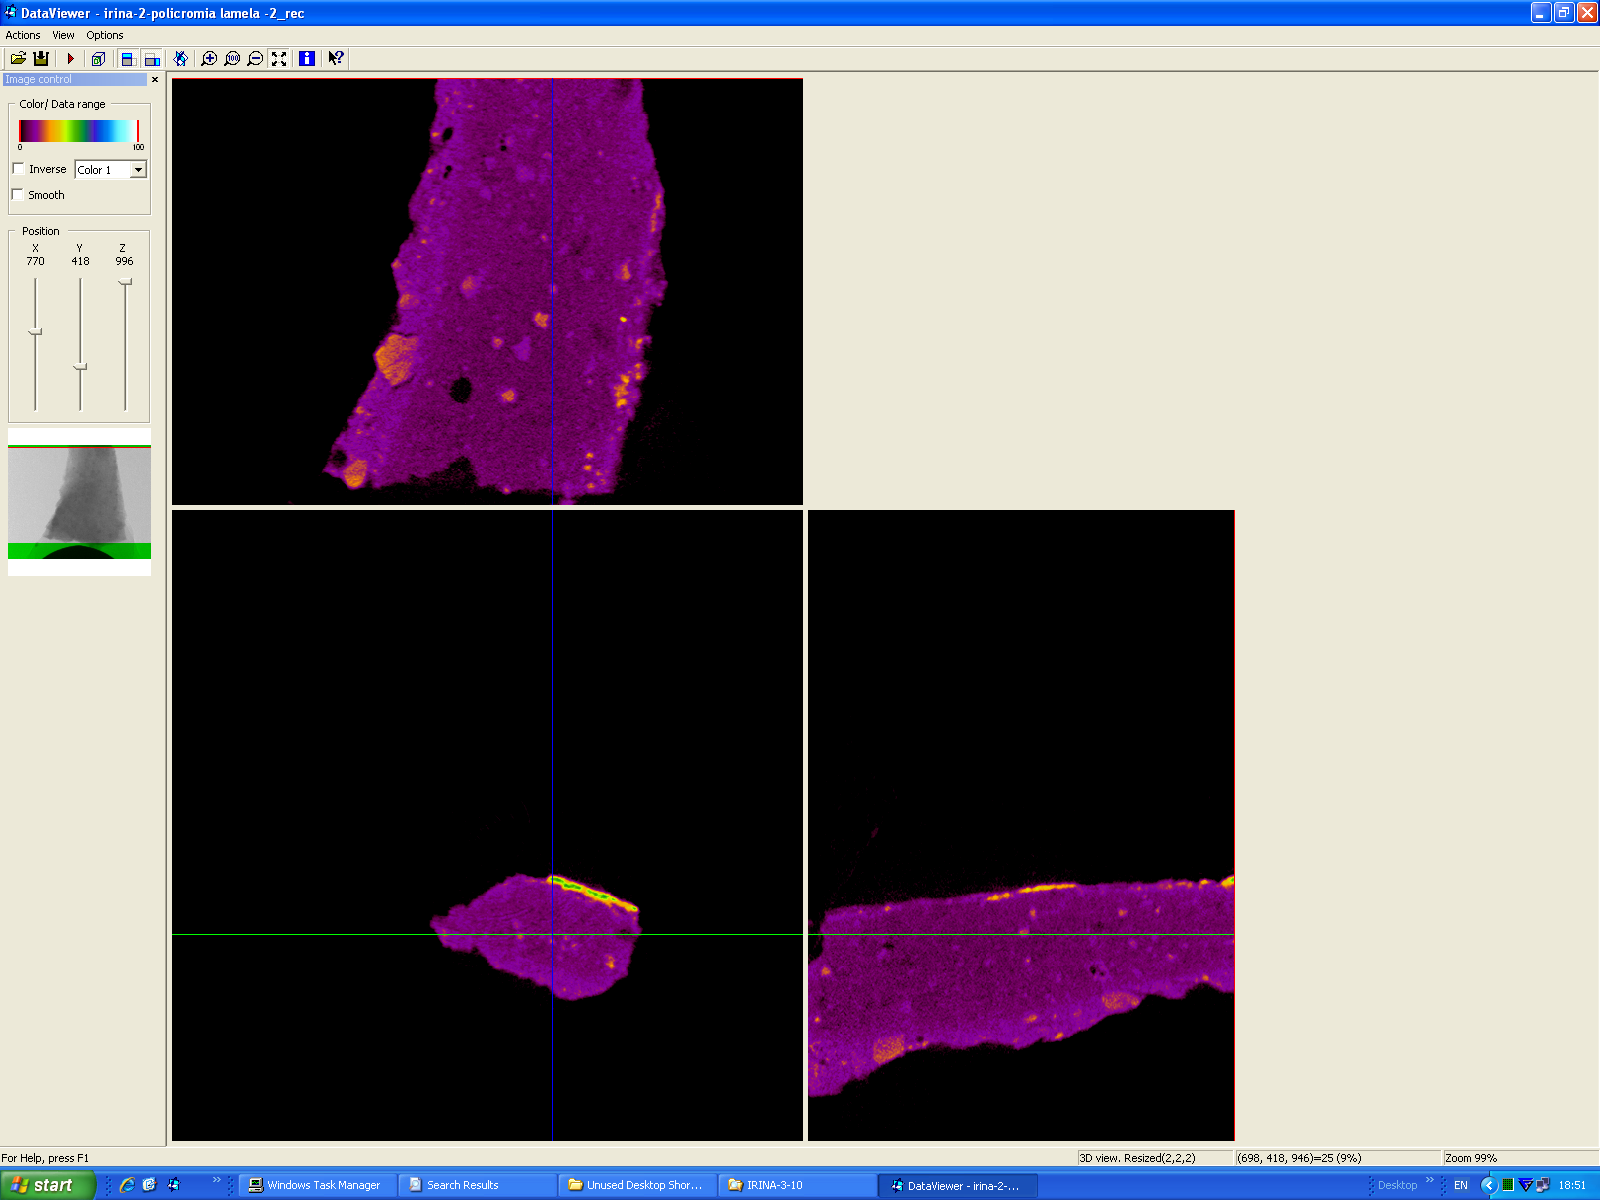 DataViewer - irina-2-policromia lamela -2_rec
Actions View Options
Image control
Color/ Data range
0 100
Inverse Color 1
Smooth
Position
X Y Z
770 418 996
For Help, press F1
3D view. Resized(2,2,2) (698, 418, 946)=25 (9%) Zoom 99%
start Windows Task Manager Search Results Unused Desktop Shor... IRINA-3-10 DataViewer - irina-2-... Desktop EN 18:51